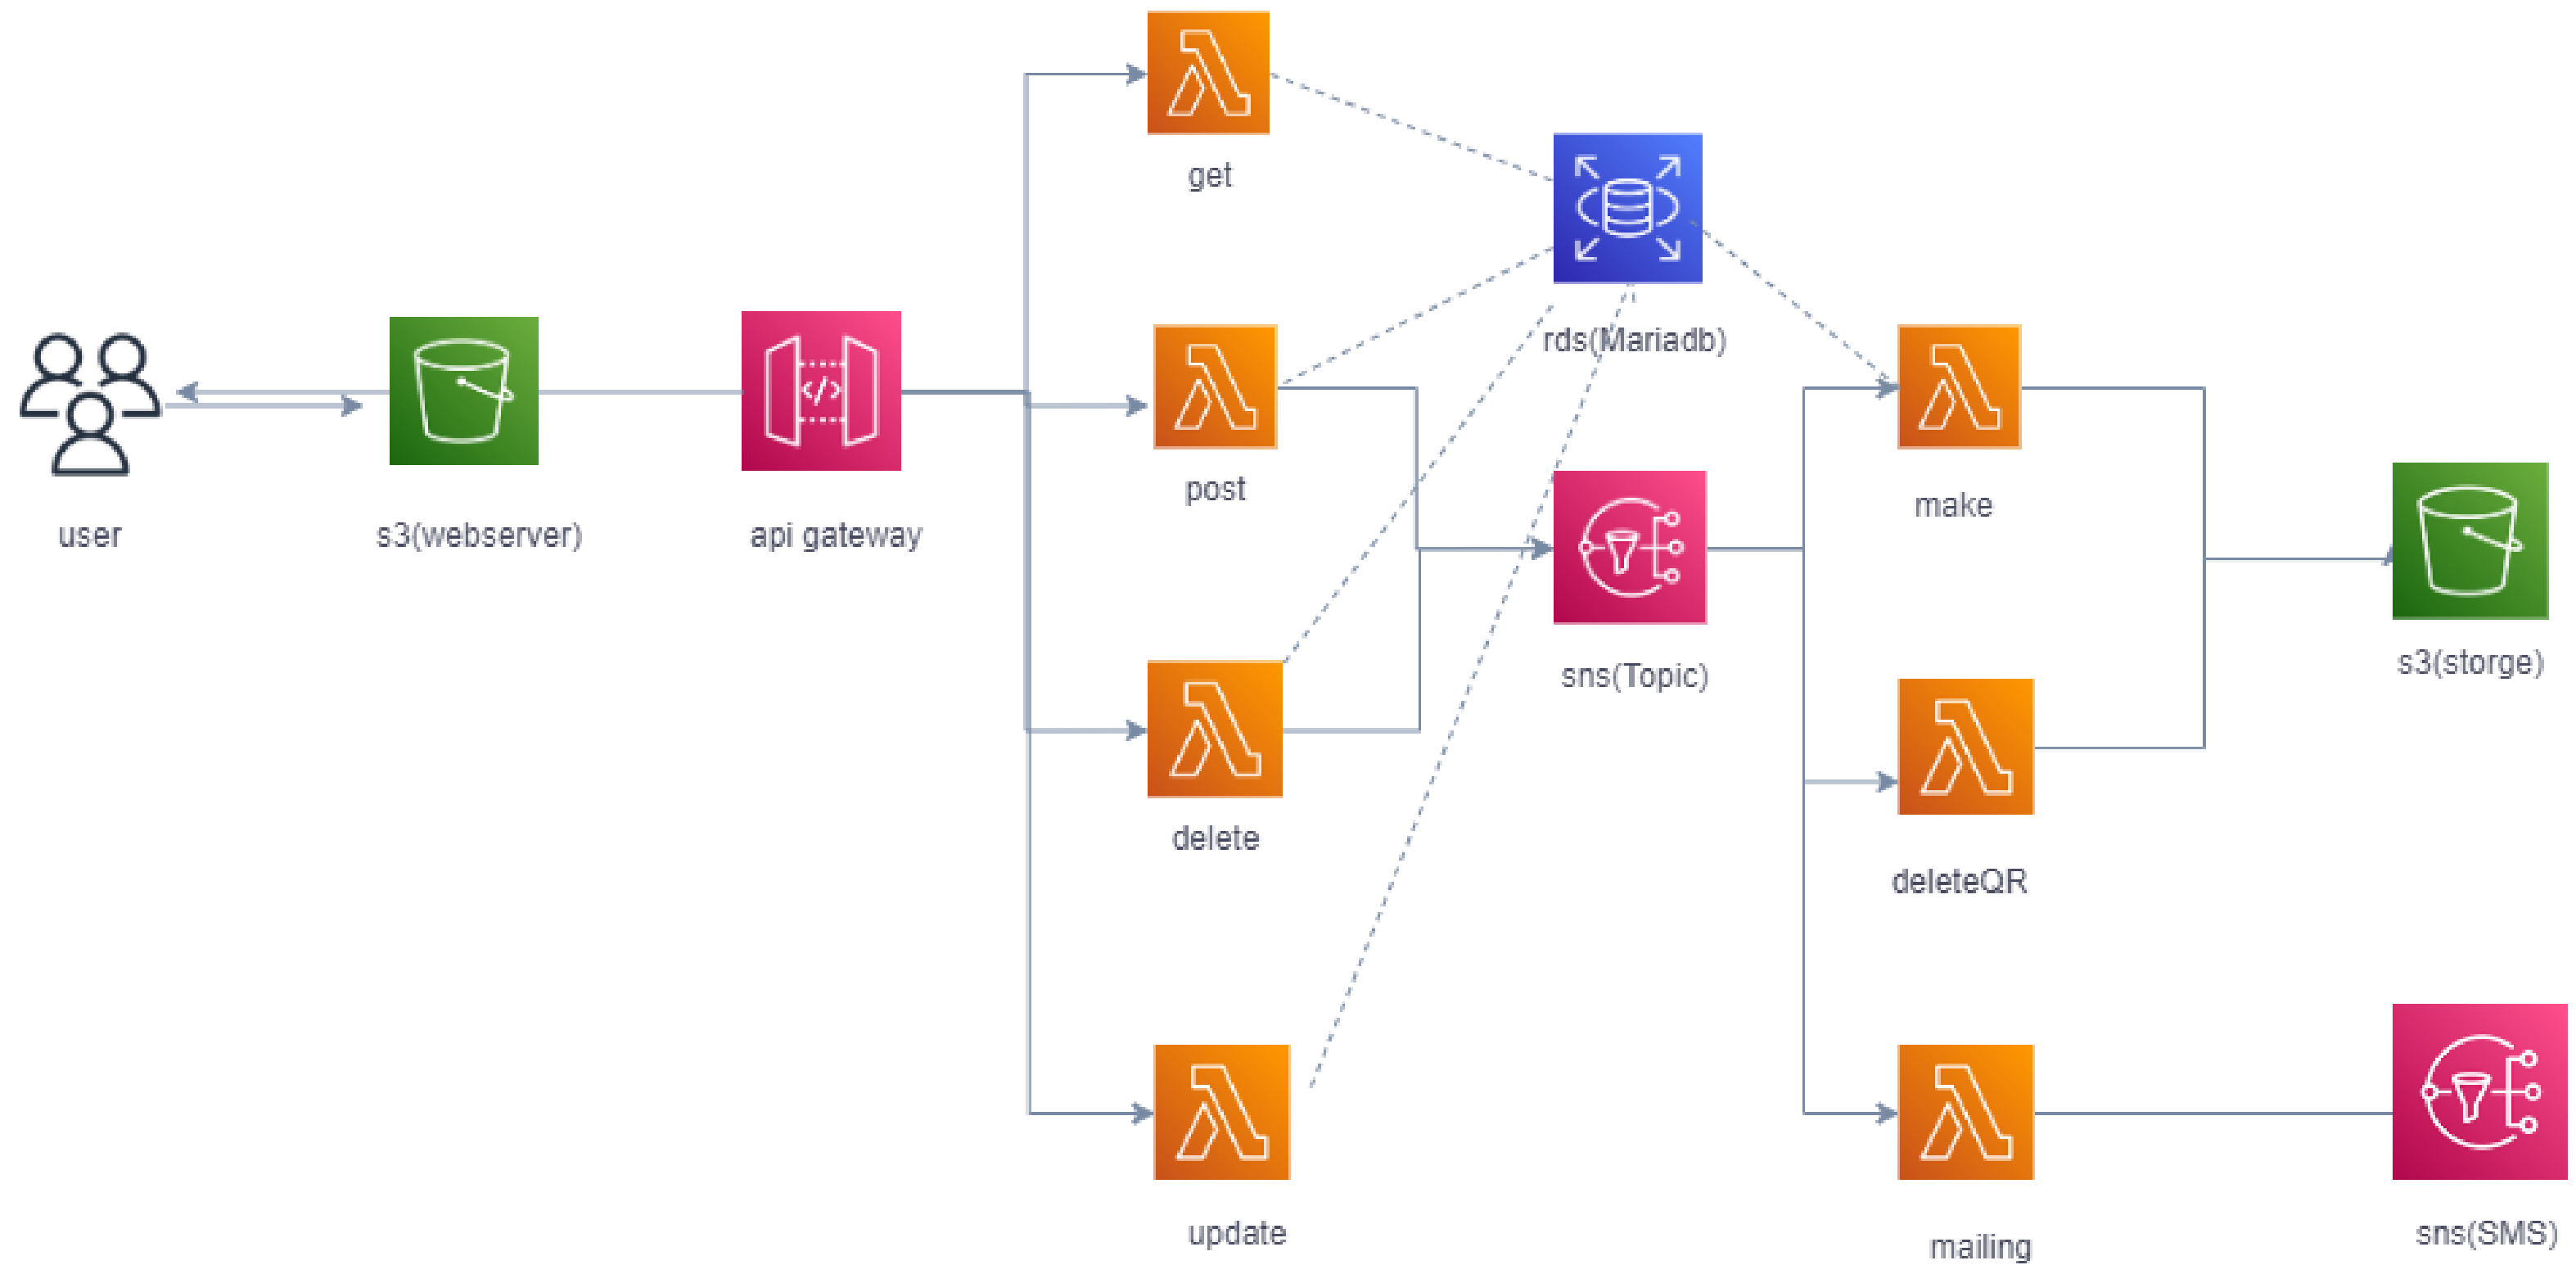 get
rds(Mariadb)
post
make
user
s3(webserver)
api gateway
sns(Topic)
s3(storge)
delete
deleteQR
update
mailing
sns(SMS)